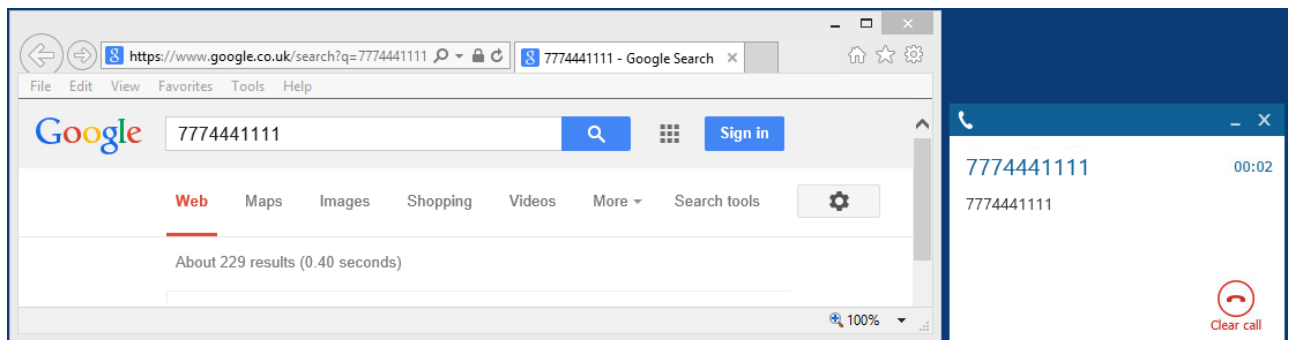 https://www.google.co.uk/search?q=7774441111
7774441111 - Google Search
File Edit View Favorites Tools Help
Google 7774441111 Sign in
Web Maps Images Shopping Videos More Search tools
About 229 results (0.40 seconds)
100%
7774441111 00:02
7774441111
Clear call